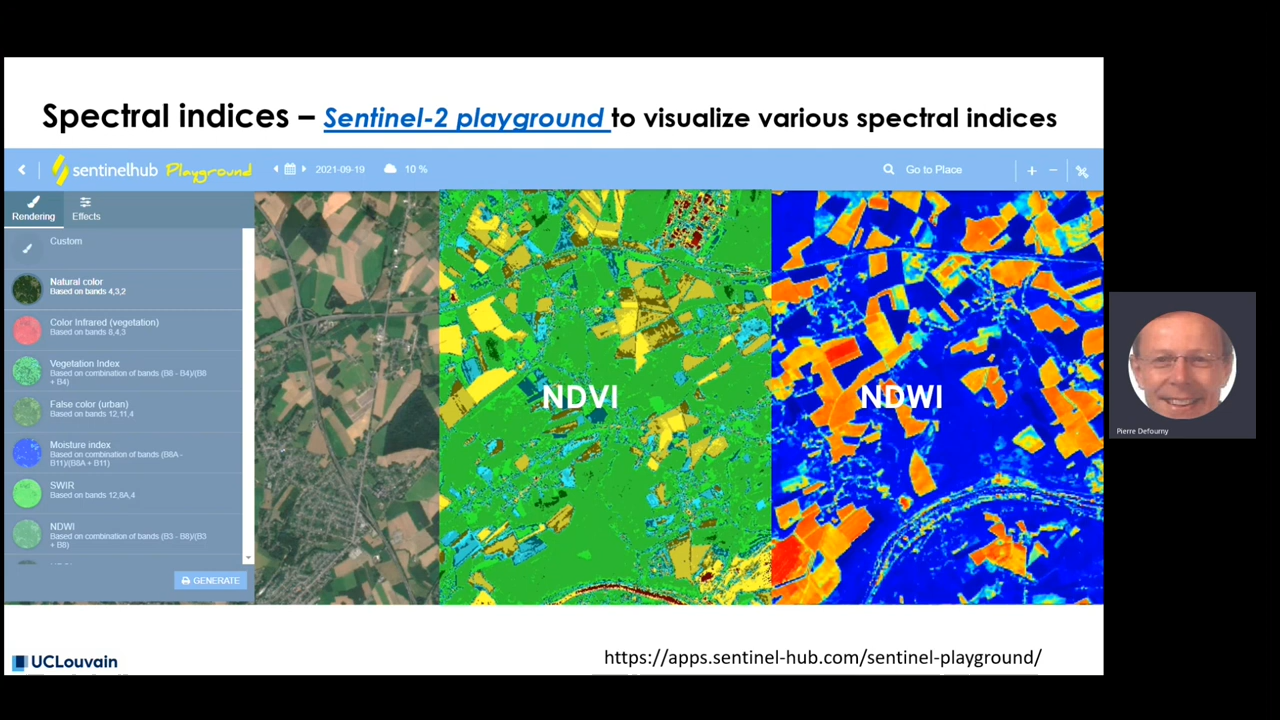 Spectral indices – Sentinel-2 playground to visualize various spectral indices
sentinelhub Playground
2021-09-19
10 %
Go to Place
Rendering
Effects
Custom
Natural color
Based on bands 4,3,2
Color Infrared (vegetation)
Based on bands 8,4,3
Vegetation Index
Based on combination of bands (B8 - B4)/(B8
+ B4)
False color (urban)
Based on bands 12,11,4
Moisture index
Based on combination of bands (B8A -
B11)/(B8A + B11)
SWIR
Based on bands 12,8A,4
NDWI
Based on combination of bands (B3 - B8)/(B3
+ B8)
GENERATE
NDVI
NDWI
Pierre Defourny
UCLouvain
https://apps.sentinel-hub.com/sentinel-playground/